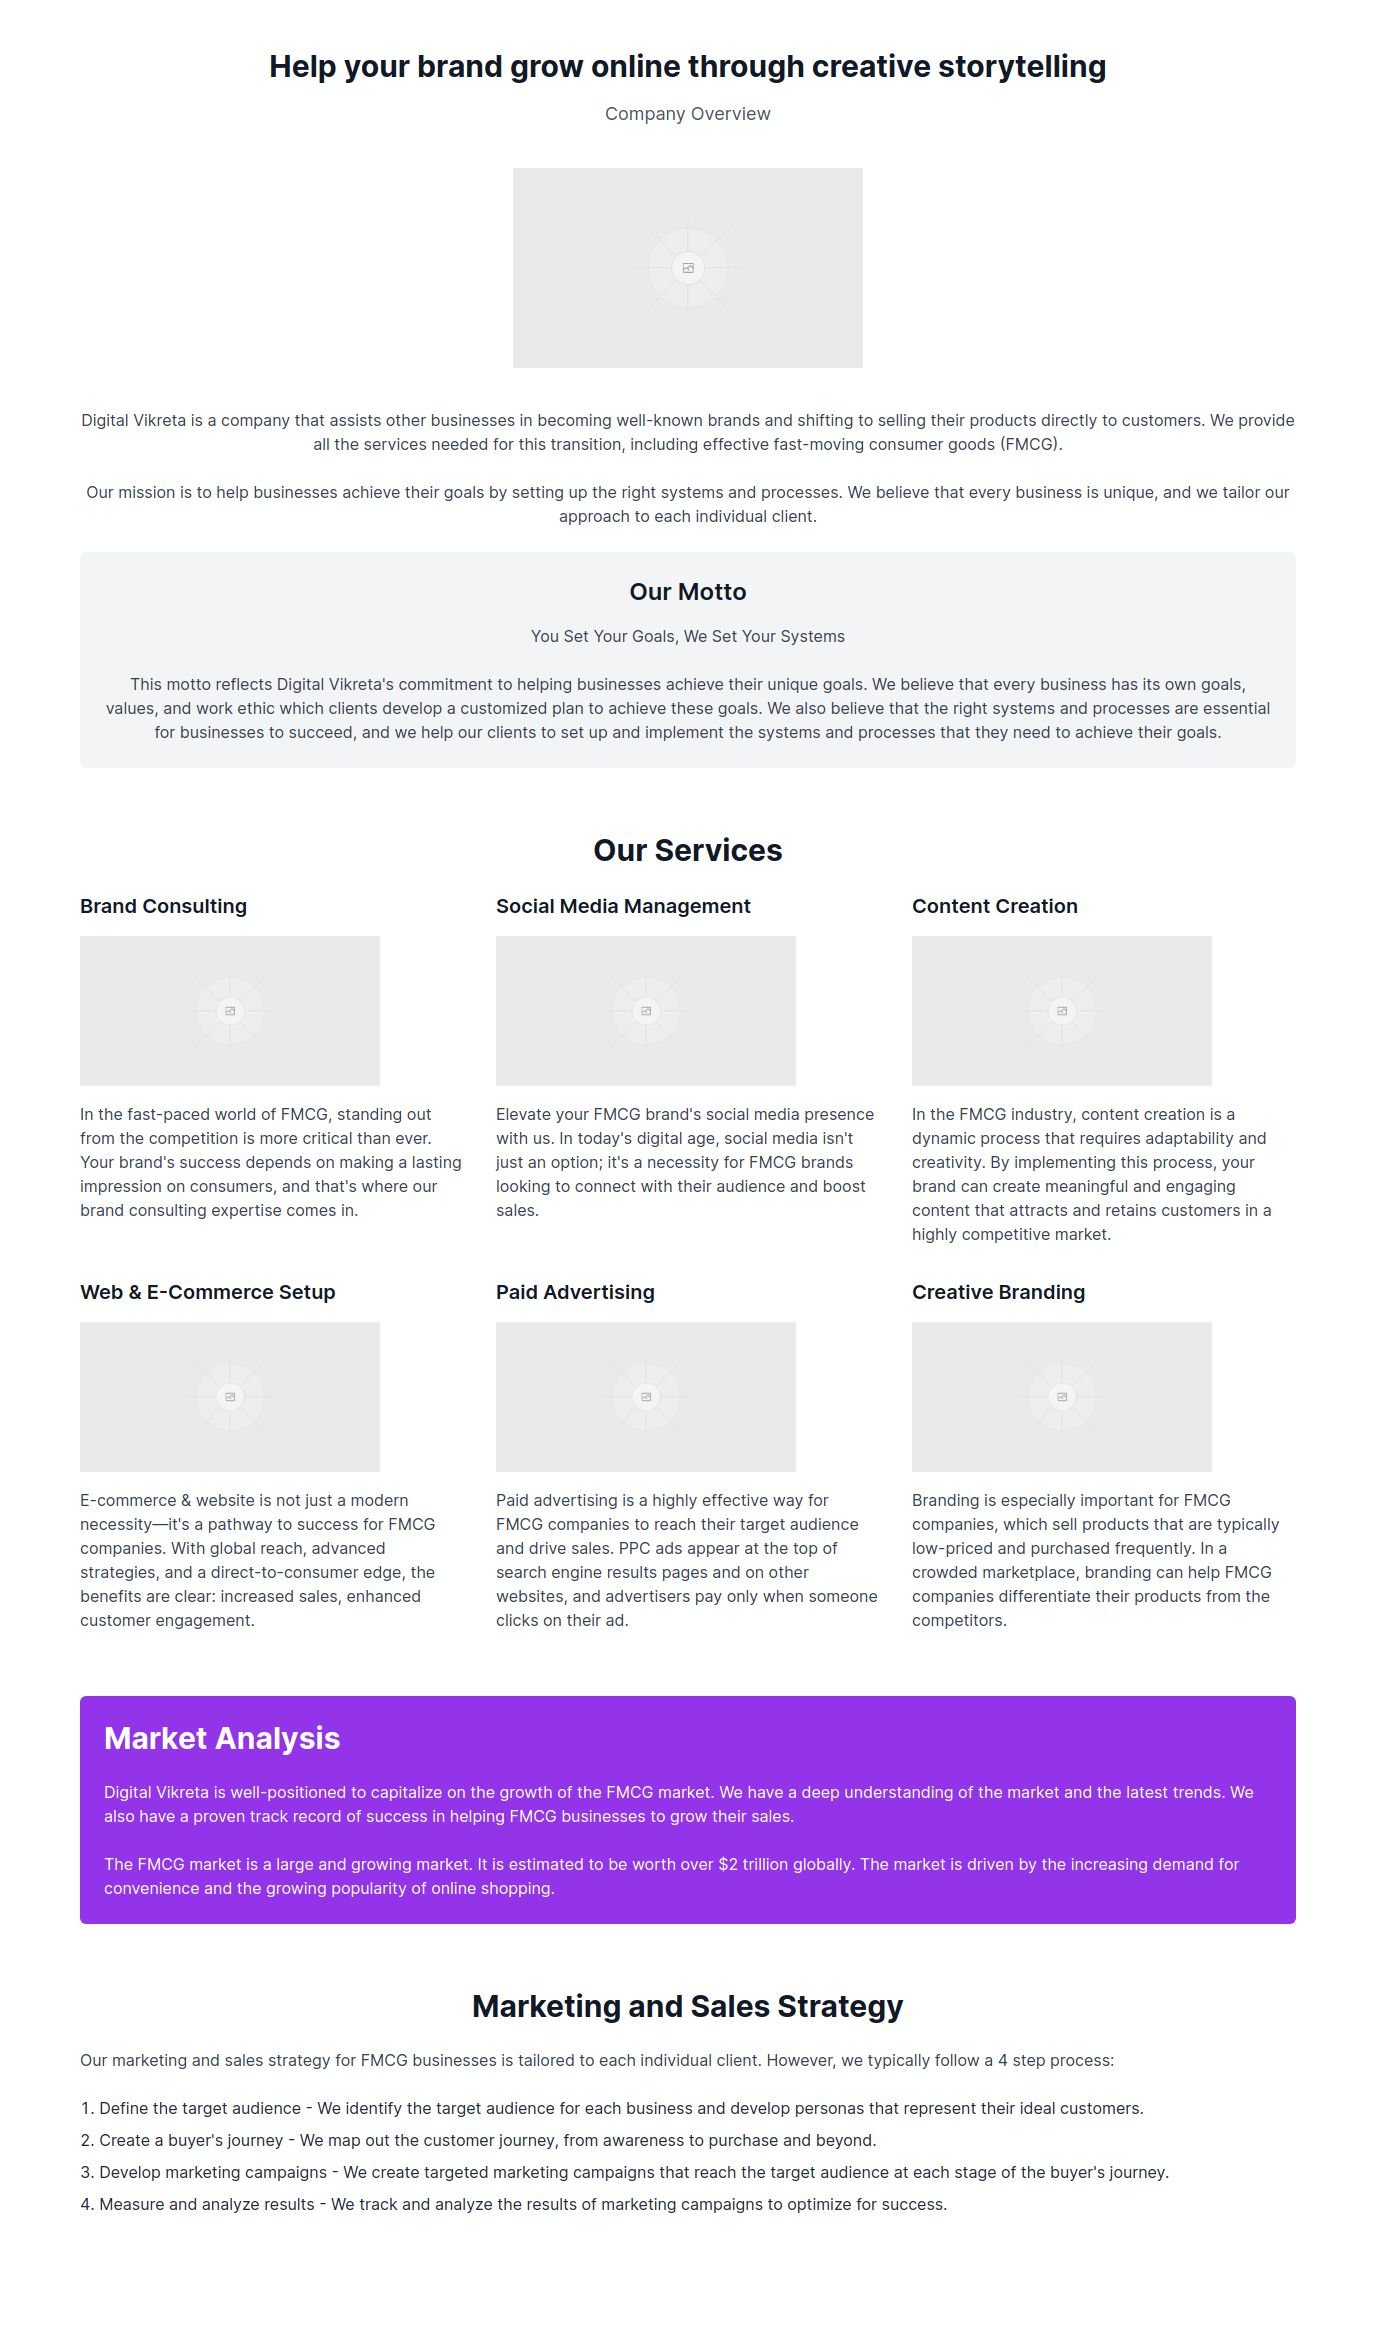 Help your brand grow online through creative storytelling
Company Overview
Digital Vikreta is a company that assists other businesses in becoming well-known brands and shifting to selling their products directly to customers. We provide
all the services needed for this transition, including effective fast-moving consumer goods (FMCG).
Our mission is to help businesses achieve their goals by setting up the right systems and processes. We believe that every business is unique, and we tailor our
approach to each individual client.
Our Motto
You Set Your Goals, We Set Your Systems
This motto reflects Digital Vikreta's commitment to helping businesses achieve their unique goals. We believe that every business has its own goals,
values, and work ethic which clients develop a customized plan to achieve these goals. We also believe that the right systems and processes are essential
for businesses to succeed, and we help our clients to set up and implement the systems and processes that they need to achieve their goals.
Our Services
Brand Consulting
In the fast-paced world of FMCG, standing out
from the competition is more critical than ever.
Your brand's success depends on making a lasting
impression on consumers, and that's where our
brand consulting expertise comes in.
Social Media Management
Elevate your FMCG brand's social media presence
with us. In today's digital age, social media isn't
just an option; it's a necessity for FMCG brands
looking to connect with their audience and boost
sales.
Content Creation
In the FMCG industry, content creation is a
dynamic process that requires adaptability and
creativity. By implementing this process, your
brand can create meaningful and engaging
content that attracts and retains customers in a
highly competitive market.
Web & E-Commerce Setup
E-commerce & website is not just a modern
necessity—it's a pathway to success for FMCG
companies. With global reach, advanced
strategies, and a direct-to-consumer edge, the
benefits are clear: increased sales, enhanced
customer engagement.
Paid Advertising
Paid advertising is a highly effective way for
FMCG companies to reach their target audience
and drive sales. PPC ads appear at the top of
search engine results pages and on other
websites, and advertisers pay only when someone
clicks on their ad.
Creative Branding
Branding is especially important for FMCG
companies, which sell products that are typically
low-priced and purchased frequently. In a
crowded marketplace, branding can help FMCG
companies differentiate their products from the
competitors.
Market Analysis
Digital Vikreta is well-positioned to capitalize on the growth of the FMCG market. We have a deep understanding of the market and the latest trends. We
also have a proven track record of success in helping FMCG businesses to grow their sales.
The FMCG market is a large and growing market. It is estimated to be worth over $2 trillion globally. The market is driven by the increasing demand for
convenience and the growing popularity of online shopping.
Marketing and Sales Strategy
Our marketing and sales strategy for FMCG businesses is tailored to each individual client. However, we typically follow a 4 step process:
1. Define the target audience - We identify the target audience for each business and develop personas that represent their ideal customers.
2. Create a buyer's journey - We map out the customer journey, from awareness to purchase and beyond.
3. Develop marketing campaigns - We create targeted marketing campaigns that reach the target audience at each stage of the buyer's journey.
4. Measure and analyze results - We track and analyze the results of marketing campaigns to optimize for success.